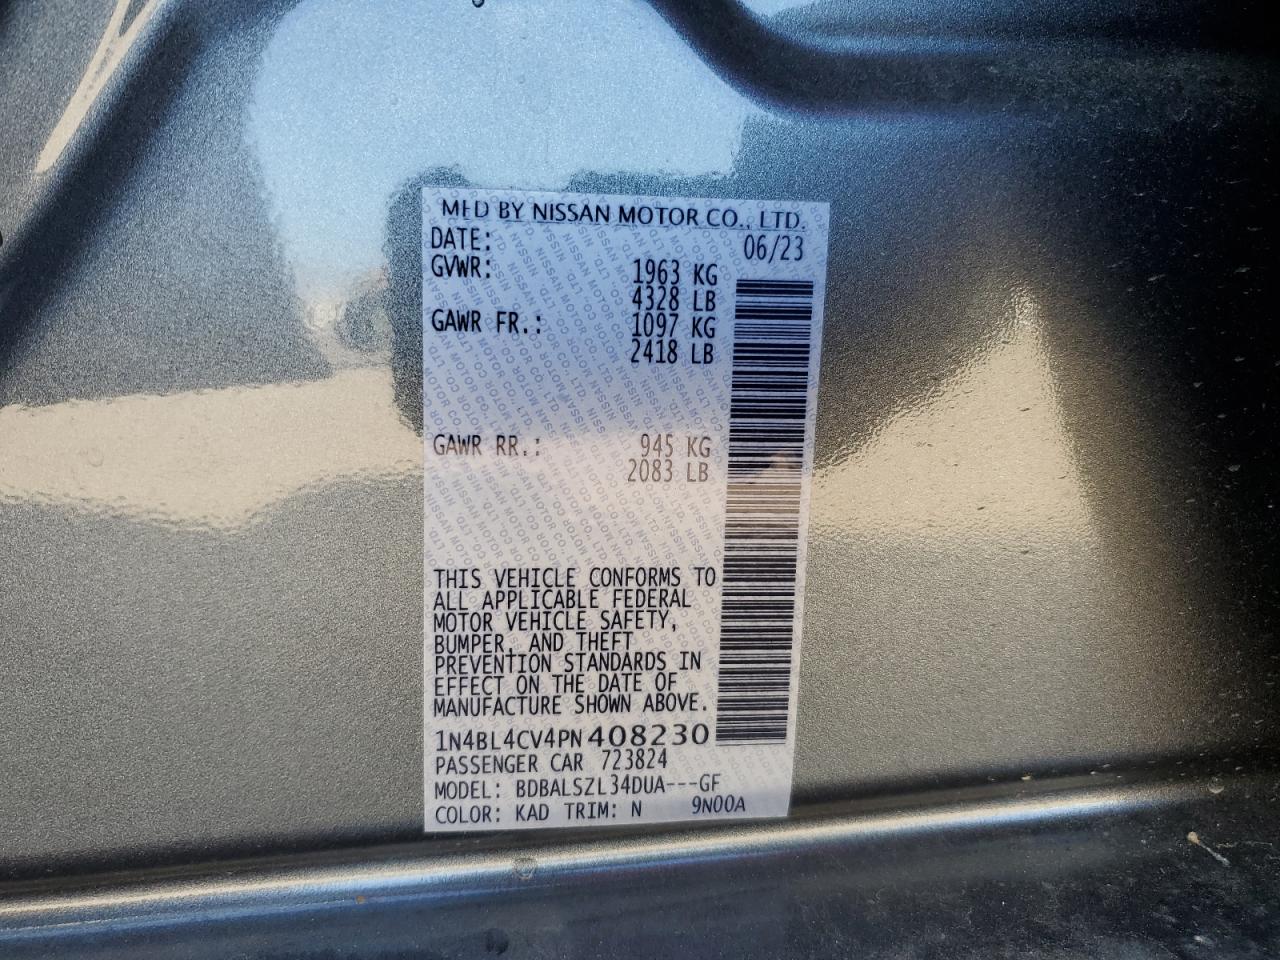 MFD BY NISSAN MOTOR CO., LTD.
DATE: 06/23
GVWR: 1963 KG
4328 LB
GAWR FR.: 1097 KG
2418 LB
GAWR RR.: 945 KG
2083 LB
THIS VEHICLE CONFORMS TO
ALL APPLICABLE FEDERAL
MOTOR VEHICLE SAFETY,
BUMPER, AND THEFT
PREVENTION STANDARDS IN
EFFECT ON THE DATE OF
MANUFACTURE SHOWN ABOVE.
1N4BL4CV4PN408230
PASSENGER CAR 723824
MODEL: BDBALSZL34DUA---GF
COLOR: KAD TRIM: N 9N00A